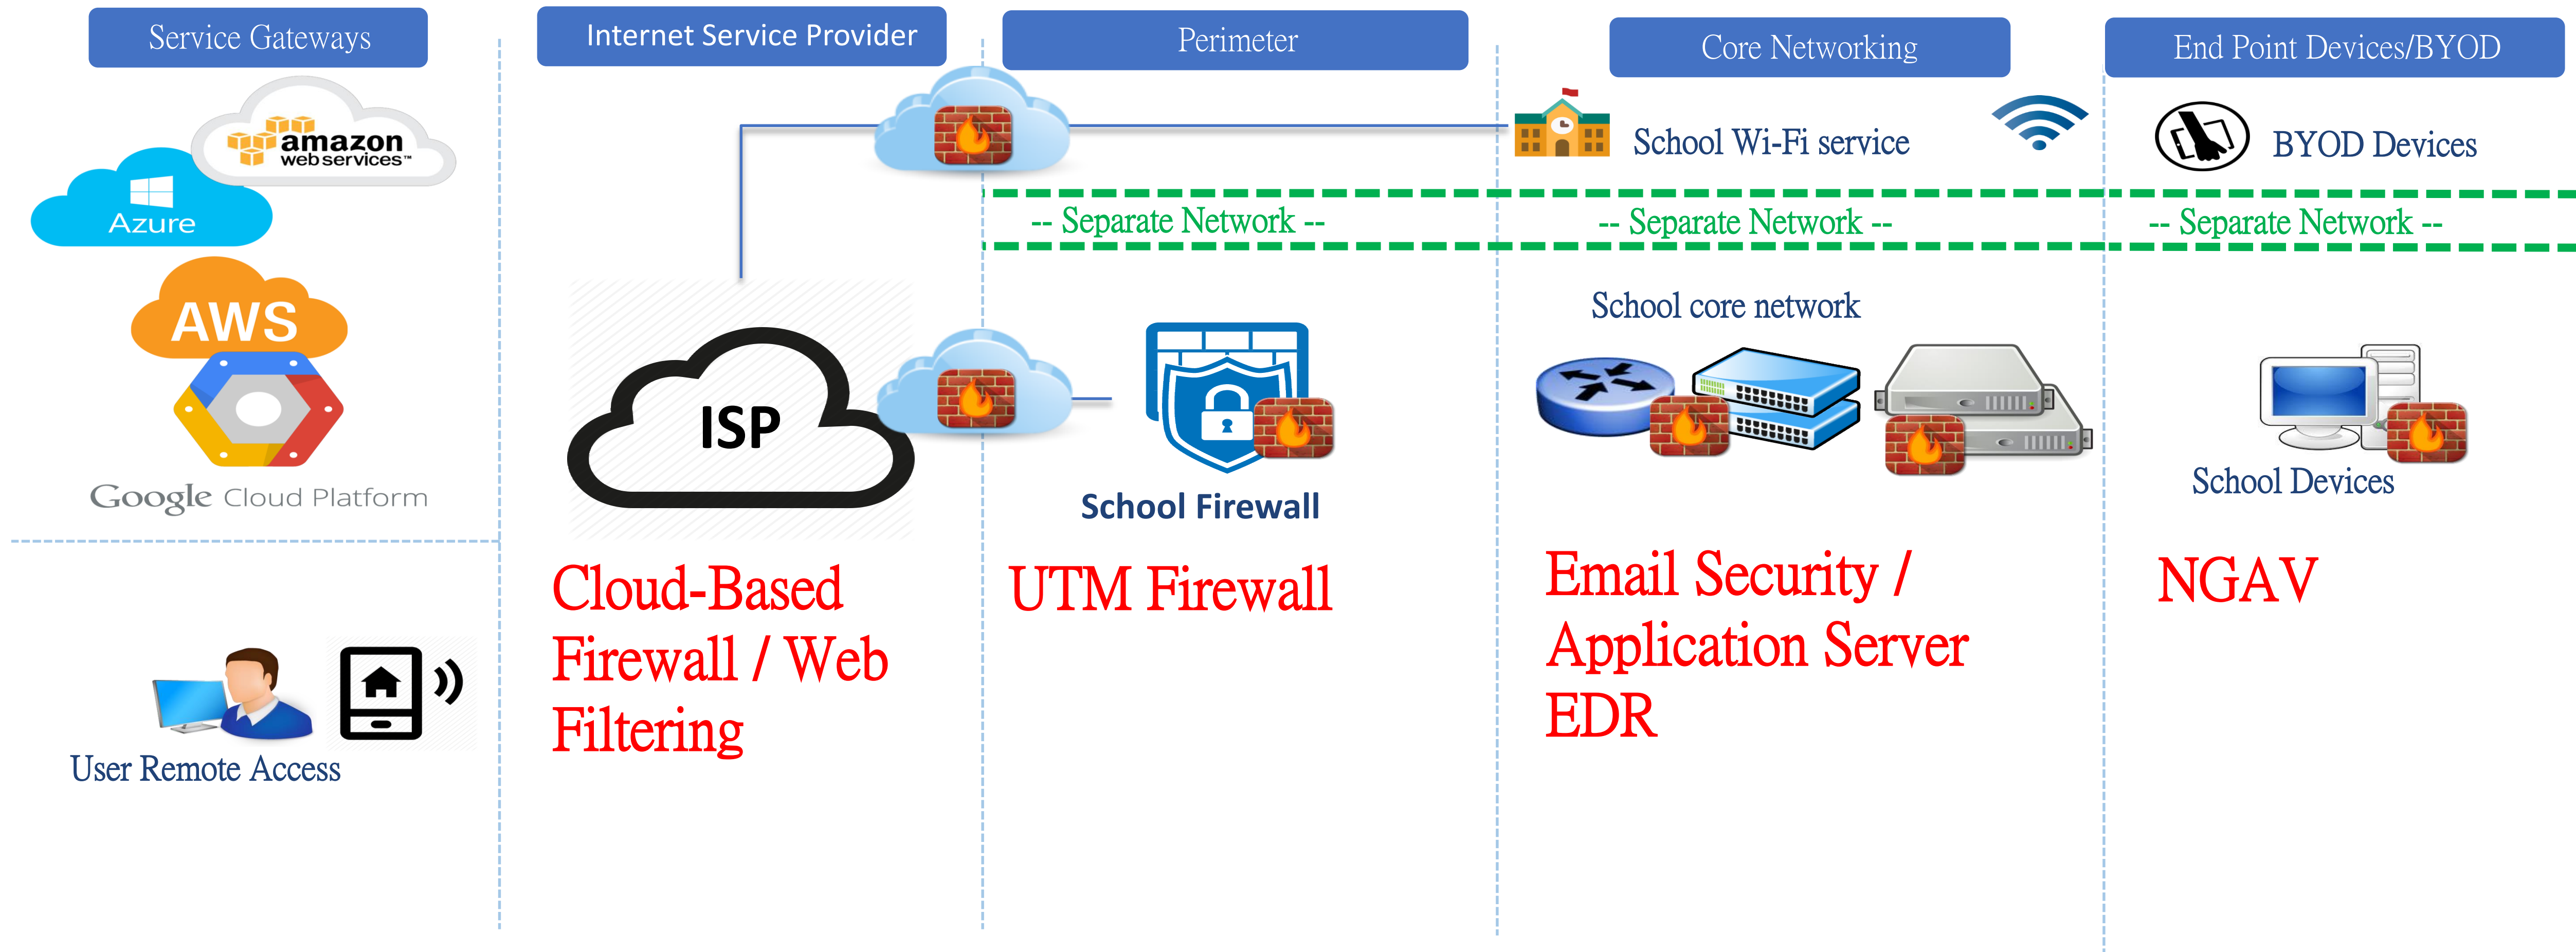 Service Gateways
Internet Service Provider
Perimeter
Core Networking
End Point Devices/BYOD
amazon
web services™
Azure
AWS
Google Cloud Platform
User Remote Access
ISP
Cloud-Based
Firewall / Web
Filtering
-- Separate Network --
School Firewall
UTM Firewall
School Wi-Fi service
-- Separate Network --
School core network
Email Security /
Application Server
EDR
BYOD Devices
-- Separate Network --
School Devices
NGAV